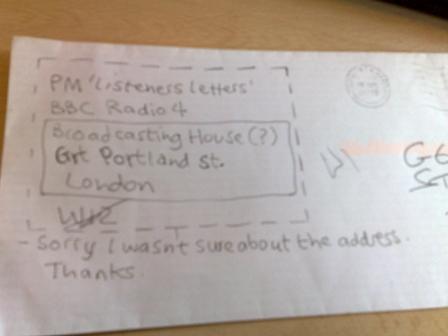 PM 'Listeners Letters'
BBC Radio 4
Broadcasting House (?)
Grt Portland St.
London
W1
- Sorry I wasn't sure about the address.
Thanks.